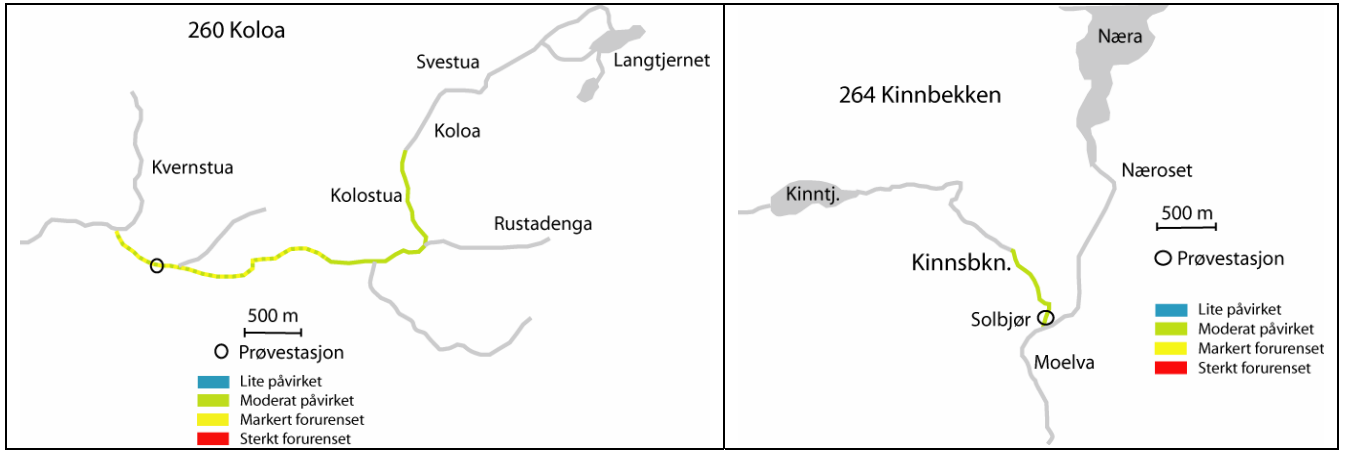 260 Koloa
Svestua
Langtjernet
Koloa
Kvernstua
Kolostua
Rustadenga
500 m
Prøvestasjon
Lite påvirket
Moderat påvirket
Markert forurenset
Sterkt forurenset
Næra
264 Kinnbekken
Næroset
Kinntj.
500 m
Kinnsbkn.
Prøvestasjon
Solbjør
Moelva
Lite påvirket
Moderat påvirket
Markert forurenset
Sterkt forurenset